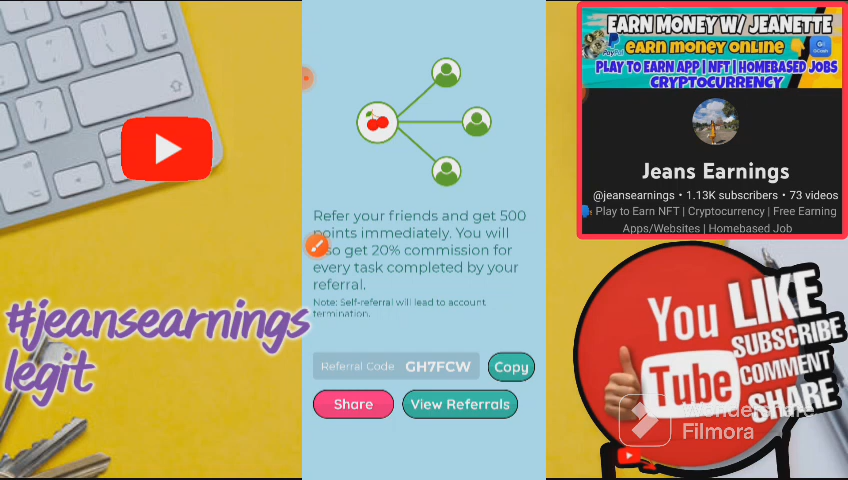 EARN MONEY W/ JEANETTE
earn money online
PLAY TO EARN APP | NFT | HOMEBASED JOBS
CRYPTOCURRENCY
Jeans Earnings
@jeansearnings • 1.13K subscribers • 73 videos
Play to Earn NFT | Cryptocurrency | Free Earning
Apps/Websites | Homebased Job
Refer your friends and get 500
points immediately. You will
also get 20% commission for
every task completed by your
referral.
Note: Self-referral will lead to account
termination.
Referral Code GH7FCW Copy
Share View Referrals
#jeansearnings
legit
You Tube
LIKE
SUBSCRIBE
COMMENT
SHARE
Wondershare
Filmora